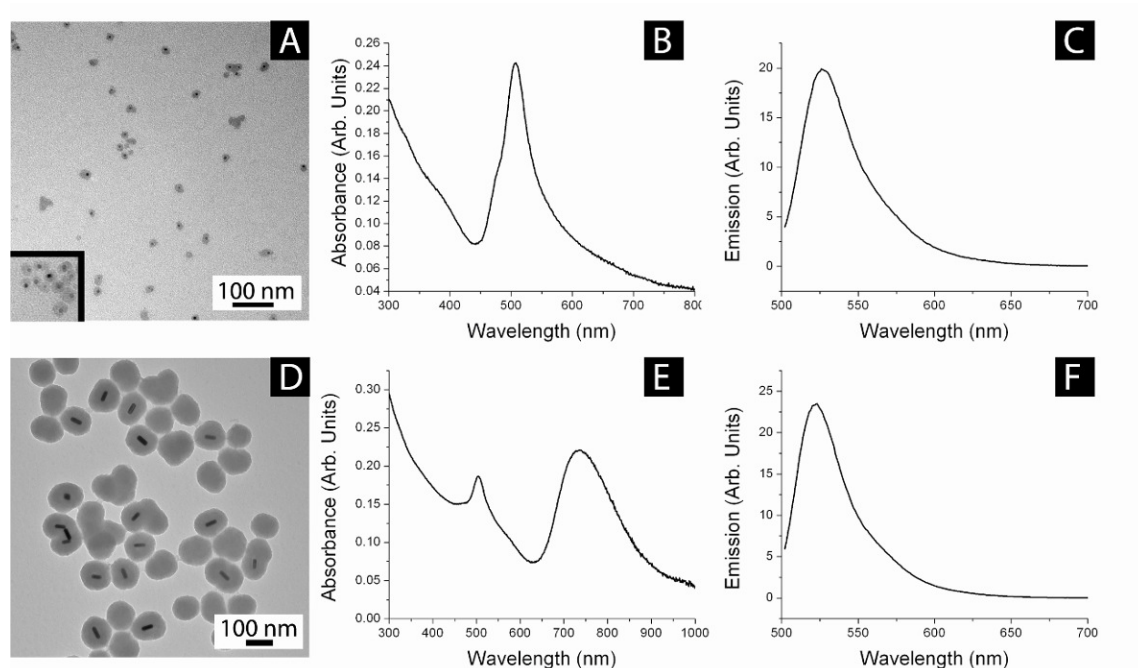 A
100 nm
B
Absorbance (Arb. Units)
0.26
0.24
0.22
0.20
0.18
0.16
0.14
0.12
0.10
0.08
0.06
0.04
300 400 500 600 700 800
Wavelength (nm)
C
Emission (Arb. Units)
20
15
10
5
0
500 550 600 650 700
Wavelength (nm)
D
100 nm
E
Absorbance (Arb. Units)
0.30
0.25
0.20
0.15
0.10
0.05
0.00
300 400 500 600 700 800 900 1000
Wavelength (nm)
F
Emission (Arb. Units)
25
20
15
10
5
0
500 550 600 650 700
Wavelength (nm)